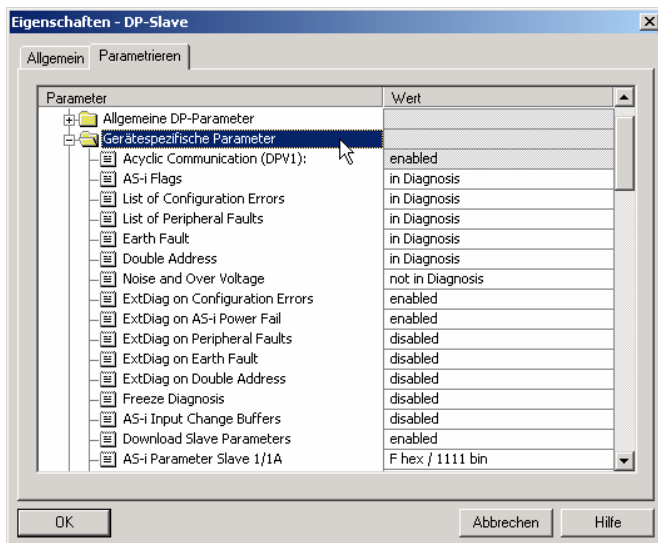 Eigenschaften - DP-Slave
Allgemein Parametrieren
Parameter Wert
Allgemeine DP-Parameter
Gerätespezifische Parameter
Acyclic Communication (DPV1): enabled
AS-i Flags in Diagnosis
List of Configuration Errors in Diagnosis
List of Peripheral Faults in Diagnosis
Earth Fault in Diagnosis
Double Address in Diagnosis
Noise and Over Voltage not in Diagnosis
ExtDiag on Configuration Errors enabled
ExtDiag on AS-i Power Fail enabled
ExtDiag on Peripheral Faults disabled
ExtDiag on Earth Fault disabled
ExtDiag on Double Address disabled
Freeze Diagnosis disabled
AS-i Input Change Buffers disabled
Download Slave Parameters enabled
AS-i Parameter Slave 1/1A F hex / 1111 bin
OK Abbrechen Hilfe